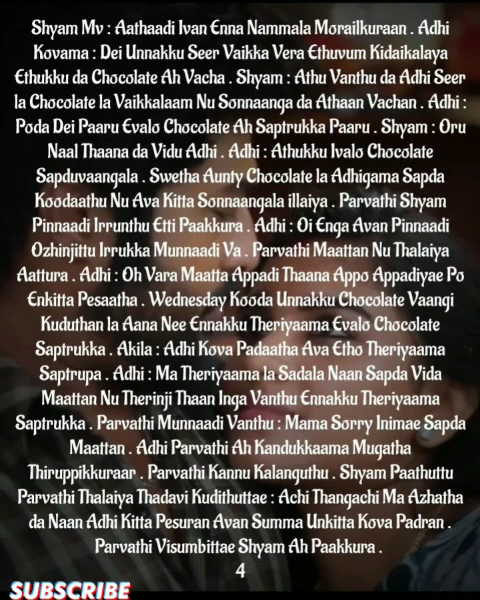 Shyam Mv : Aathaadi Ivan Enna Nammala Morailkuraan . Adhi
Kovama : Dei Unnakku Seer Vaikka Vera Ethuvum Kidaikalaya
Ethukku da Chocolate Ah Vacha . Shyam : Athu Vanthu da Adhi Seer
la Chocolate la Vaikkalaam Nu Sonnaanga da Athaan Vachan . Adhi :
Poda Dei Paaru Evalo Chocolate Ah Saptrukka Paaru . Shyam : Oru
Naal Thaana da Vidu Adhi . Adhi : Athukku Ivalo Chocolate
Sapduvaangala . Swetha Aunty Chocolate la Adhigama Sapda
Koodaathu Nu Ava Kitta Sonnaangala illaiya . Parvathi Shyam
Pinnaadi Irrunthu Etti Paakkura . Adhi : Oi Enga Avan Pinnaadi
Ozhinjittu Irrukka Munnaadi Va . Parvathi Maattan Nu Thalaiya
Aattura . Adhi : Oh Vara Maatta Appadi Thaana Appo Appadiyae Po
Enkitta Pesaatha . Wednesday Kooda Unnakku Chocolate Vaangi
Kuduthan la Aana Nee Ennakku Theriyaama Evalo Chocolate
Saptrukka . Akila : Adhi Kova Padaatha Ava Etho Theriyaama
Saptrupa . Adhi : Ma Theriyaama la Sadala Naan Sapda Vida
Maattan Nu Therinji Thaan Inga Vanthu Ennakku Theriyaama
Saptrukka . Parvathi Munnaadi Vanthu : Mama Sorry Inimae Sapda
Maattan . Adhi Parvathi Ah Kandukkaama Mugatha
Thiruppikkuraar . Parvathi Kannu Kalanguthu . Shyam Paathuttu
Parvathi Thalaiya Thadavi Kudithuttae : Achi Thangachi Ma Azhatha
da Naan Adhi Kitta Pesuran Avan Summa Unkitta Kova Padran .
Parvathi Visumbittae Shyam Ah Paakkura .
4
SUBSCRIBE